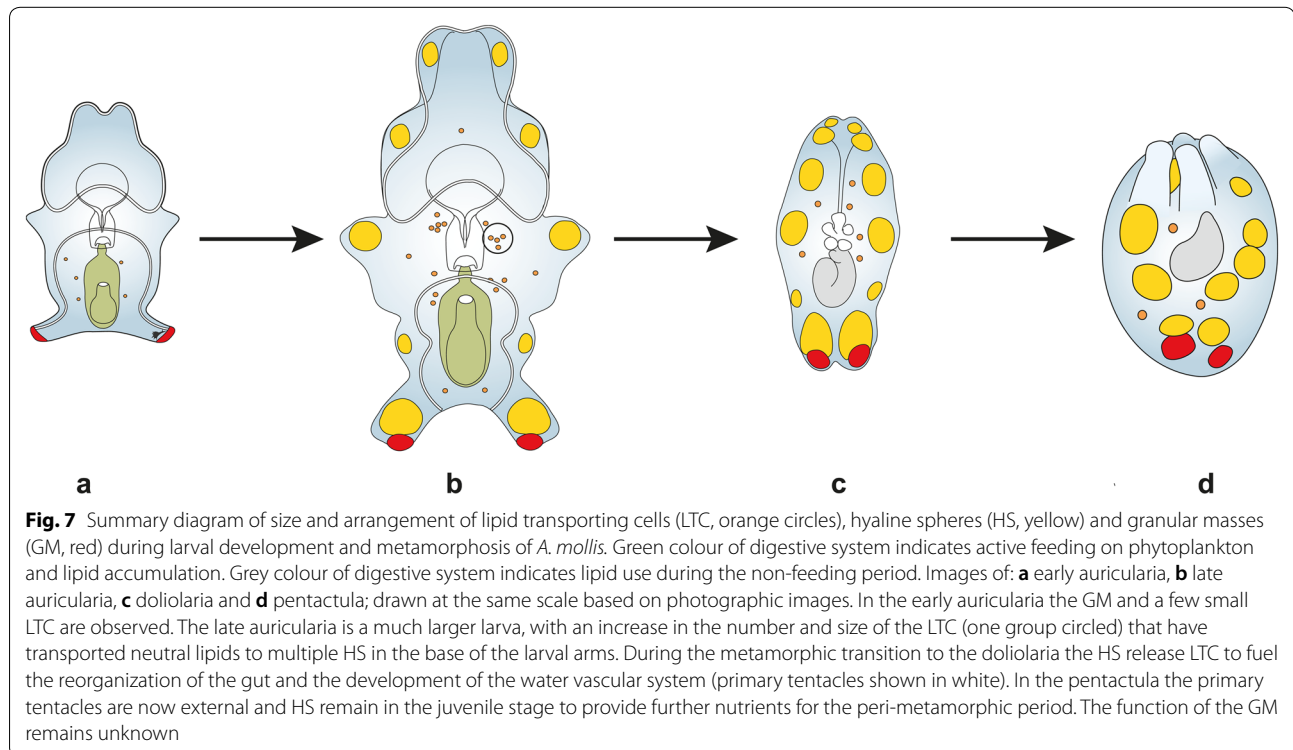 a b c d
Fig. 7 Summary diagram of size and arrangement of lipid transporting cells (LTC, orange circles), hyaline spheres (HS, yellow) and granular masses
(GM, red) during larval development and metamorphosis of A. mollis. Green colour of digestive system indicates active feeding on phytoplankton
and lipid accumulation. Grey colour of digestive system indicates lipid use during the non-feeding period. Images of: a early auricularia, b late
auricularia, c doliolaria and d pentactula; drawn at the same scale based on photographic images. In the early auricularia the GM and a few small
LTC are observed. The late auricularia is a much larger larva, with an increase in the number and size of the LTC (one group circled) that have
transported neutral lipids to multiple HS in the base of the larval arms. During the metamorphic transition to the doliolaria the HS release LTC to fuel
the reorganization of the gut and the development of the water vascular system (primary tentacles shown in white). In the pentactula the primary
tentacles are now external and HS remain in the juvenile stage to provide further nutrients for the peri-metamorphic period. The function of the GM
remains unknown